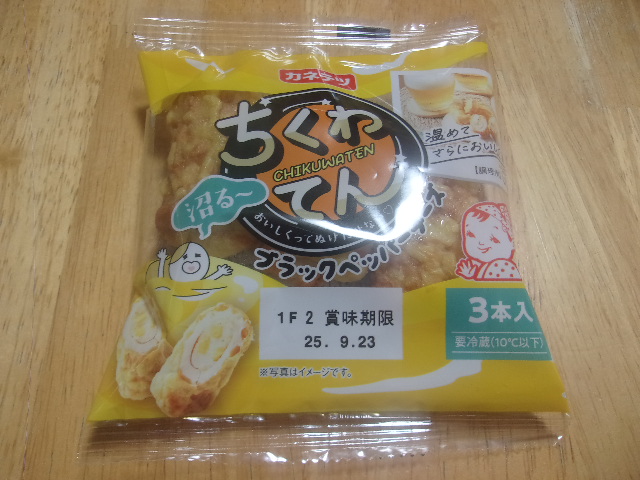 カネテツ
ちくわ
CHIKUWATEN
てん
沼る～
ブラックペッパー
温めて
さらにおいし
3本入
要冷蔵(10℃以下)
1F2 賞味期限
25. 9.23
※写真はイメージです。